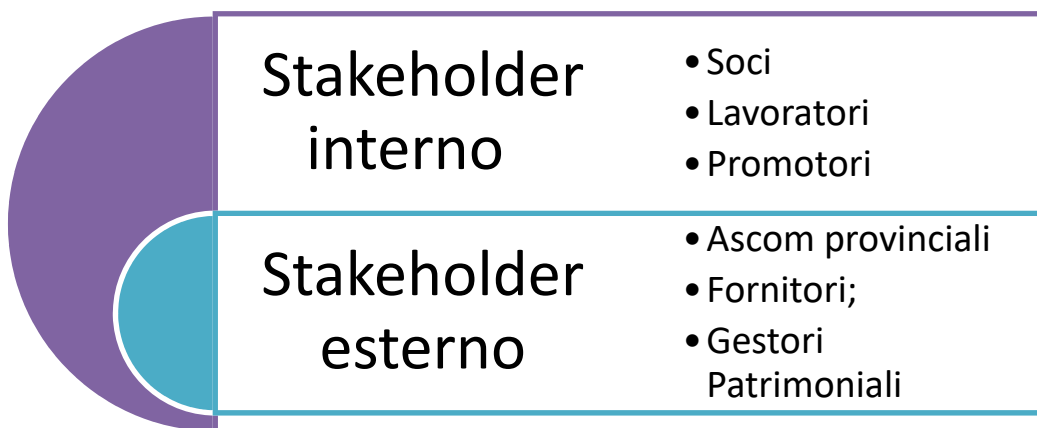 Stakeholder
interno
• Soci
• Lavoratori
• Promotori
Stakeholder
esterno
• Ascom provinciali
• Fornitori;
• Gestori
Patrimoniali